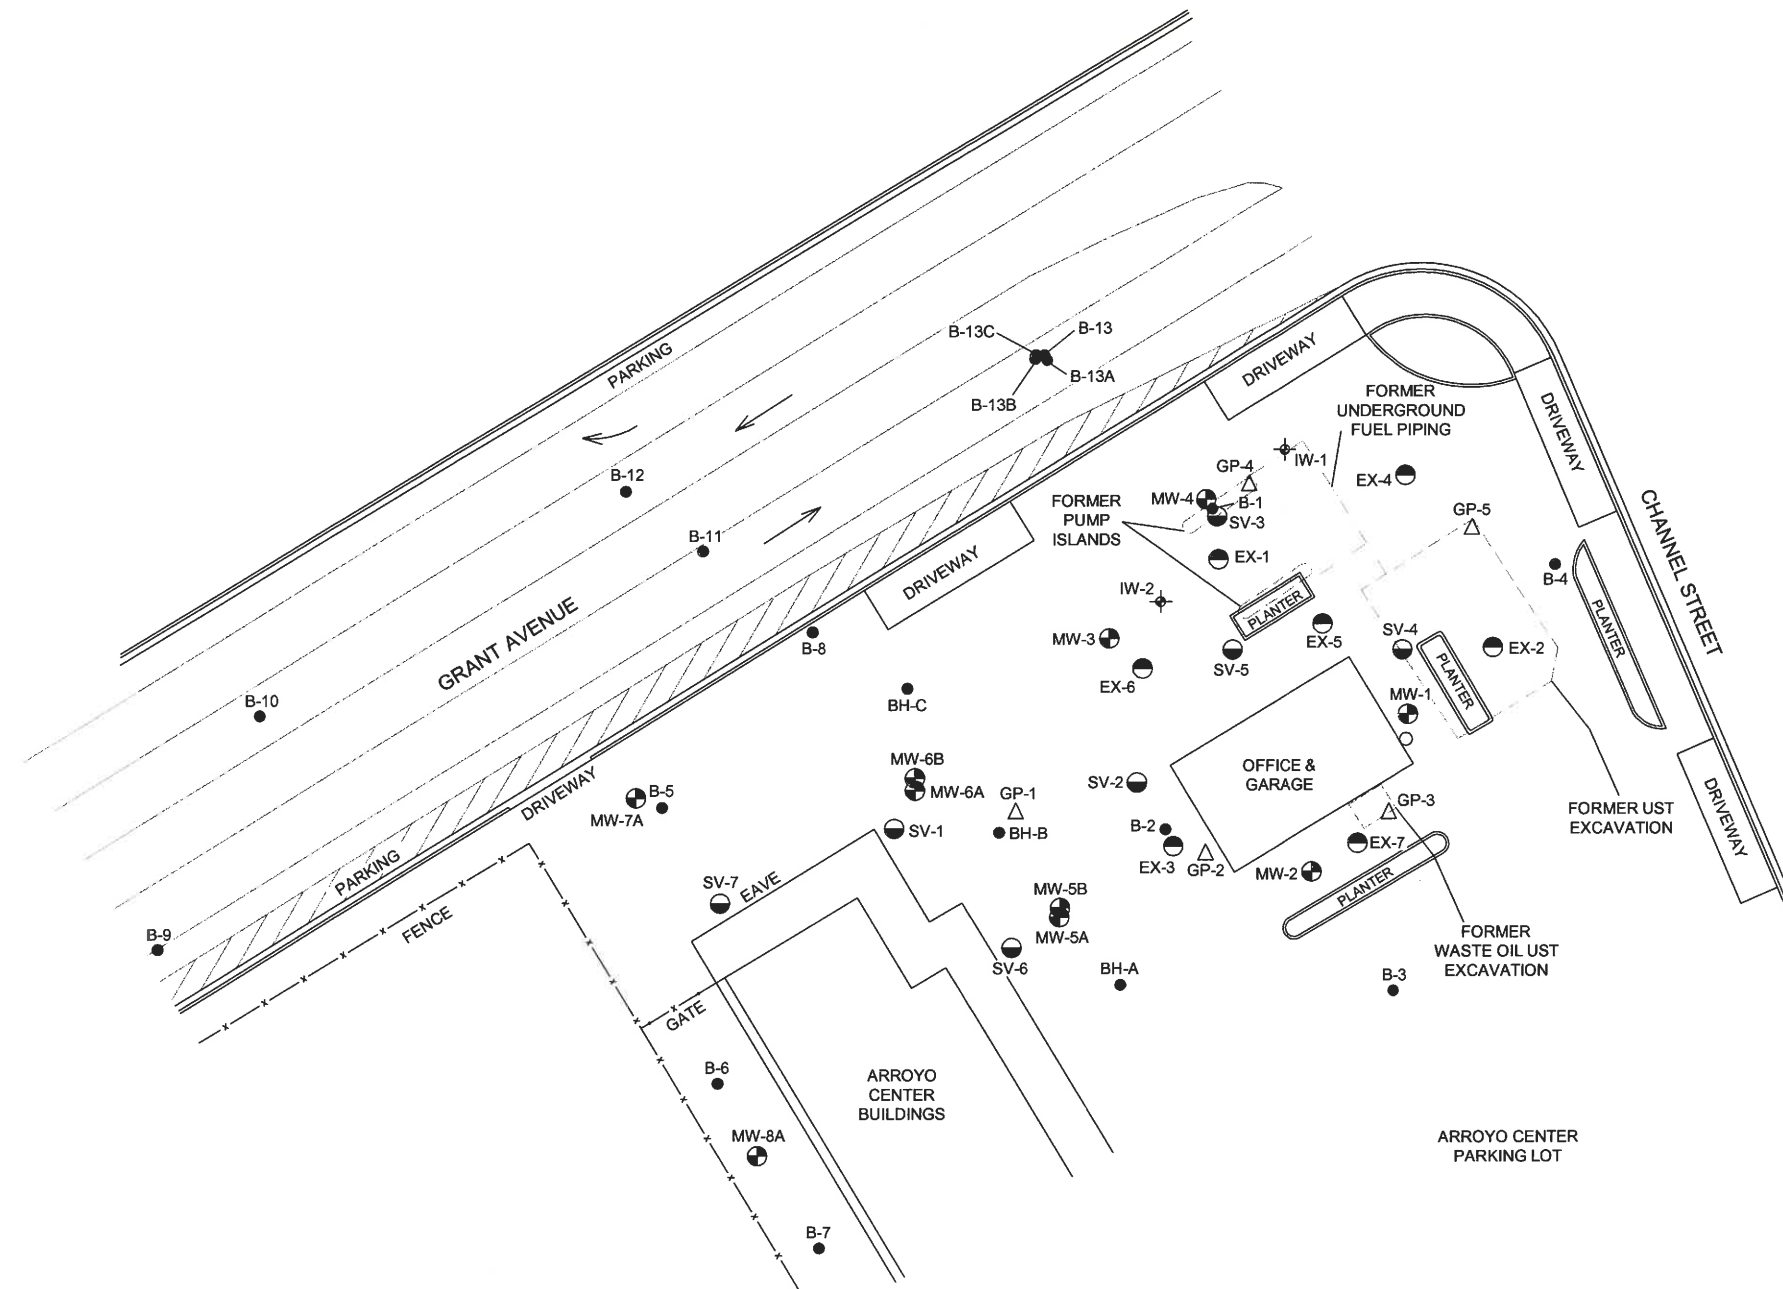 PARKING
B-13C
B-13
B-13A
B-13B
DRIVEWAY
FORMER
UNDERGROUND
FUEL PIPING
DRIVEWAY
B-12
IW-1
GP-4
EX-4
MW-4
B-1
SV-3
FORMER
PUMP
ISLANDS
GP-5
CHANNEL STREET
B-11
DRIVEWAY
EX-1
IW-2
B-4
PLANTER
PLANTER
GRANT AVENUE
MW-3
B-8
EX-5
SV-4
EX-2
SV-5
EX-6
PLANTER
MW-1
BH-C
B-10
MW-6B
MW-6A
OFFICE &
GARAGE
SV-2
DRIVEWAY
B-5
MW-7A
GP-1
GP-3
FORMER UST
EXCAVATION
DRIVEWAY
SV-1
BH-B
B-2
EX-3
GP-2
EX-7
MW-2
PLANTER
PARKING
SV-7
EAVE
MW-5B
MW-5A
FENCE
B-9
FORMER
WASTE OIL UST
EXCAVATION
SV-6
BH-A
B-3
GATE
B-6
ARROYO
CENTER
BUILDINGS
MW-8A
ARROYO CENTER
PARKING LOT
B-7